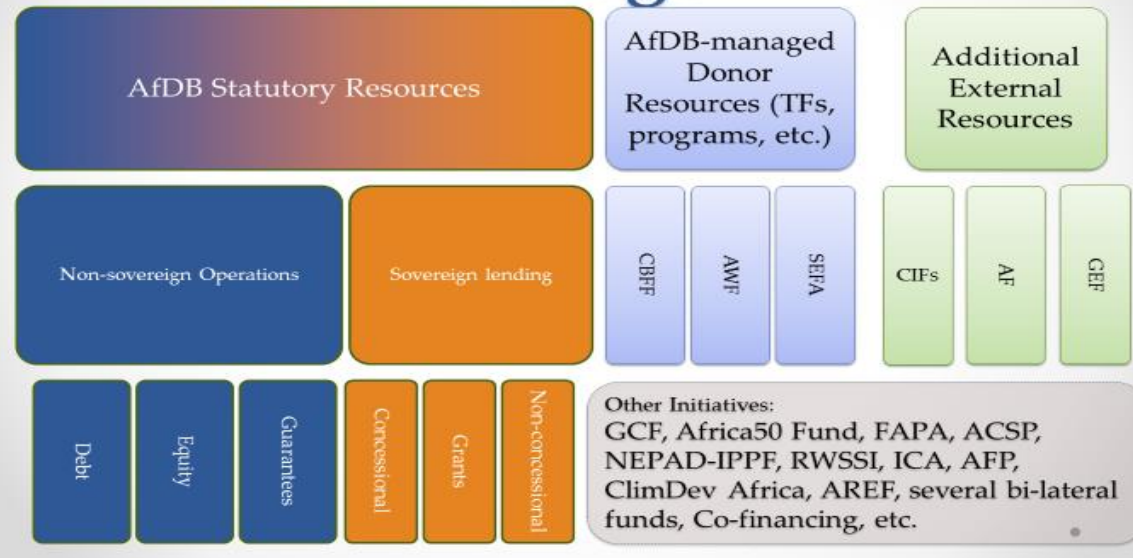 AfDB Statutory Resources
AfDB-managed
Donor
Resources (TFs,
programs, etc.)
Additional
External
Resources
Non-sovereign Operations
Sovereign lending
CBFF
AWF
SEFA
CIFs
AF
GEF
Debt
Equity
Guarantees
Concessional
Grants
Non-concessional
Other Initiatives:
GCF, Africa50 Fund, FAPA, ACSP,
NEPAD-IPPF, RWSSI, ICA, AFP,
ClimDev Africa, AREF, several bi-lateral
funds, Co-financing, etc.